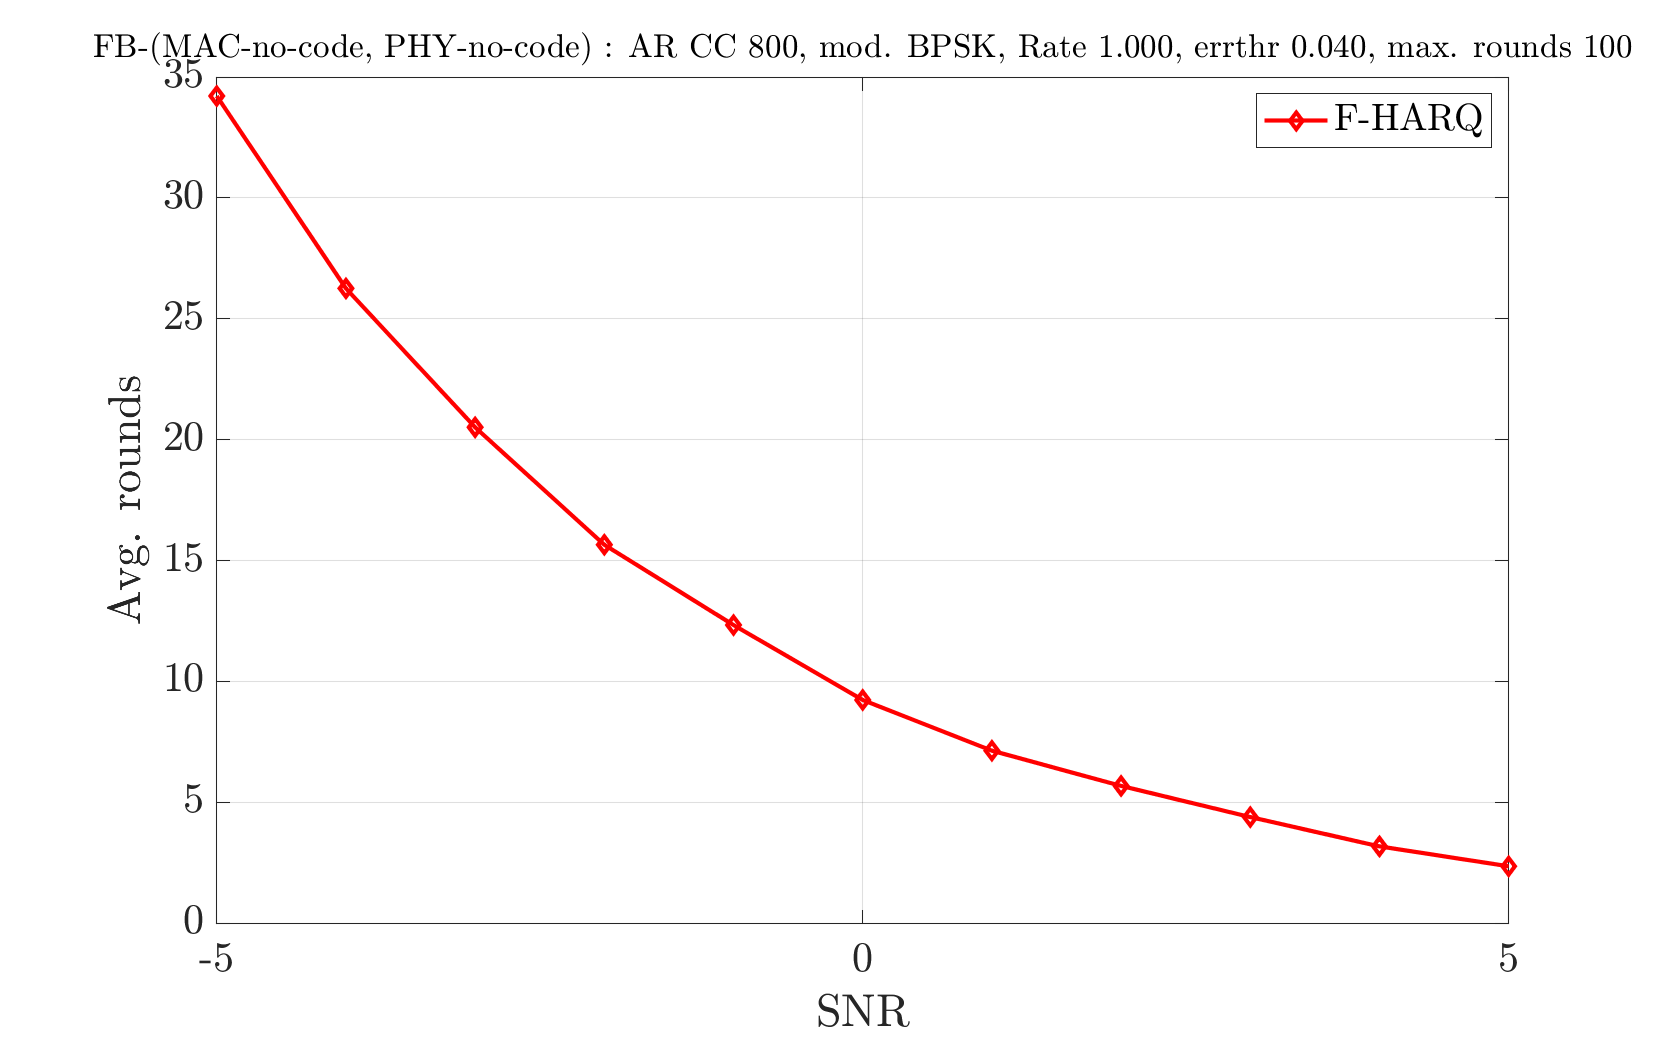 FB-(MAC-no-code, PHY-no-code) : AR CC 800, mod. BPSK, Rate 1.000, errthr 0.040, max. rounds 100
F-HARQ
35
30
25
20
15
10
5
0
Avg. rounds
-5 0 5
SNR